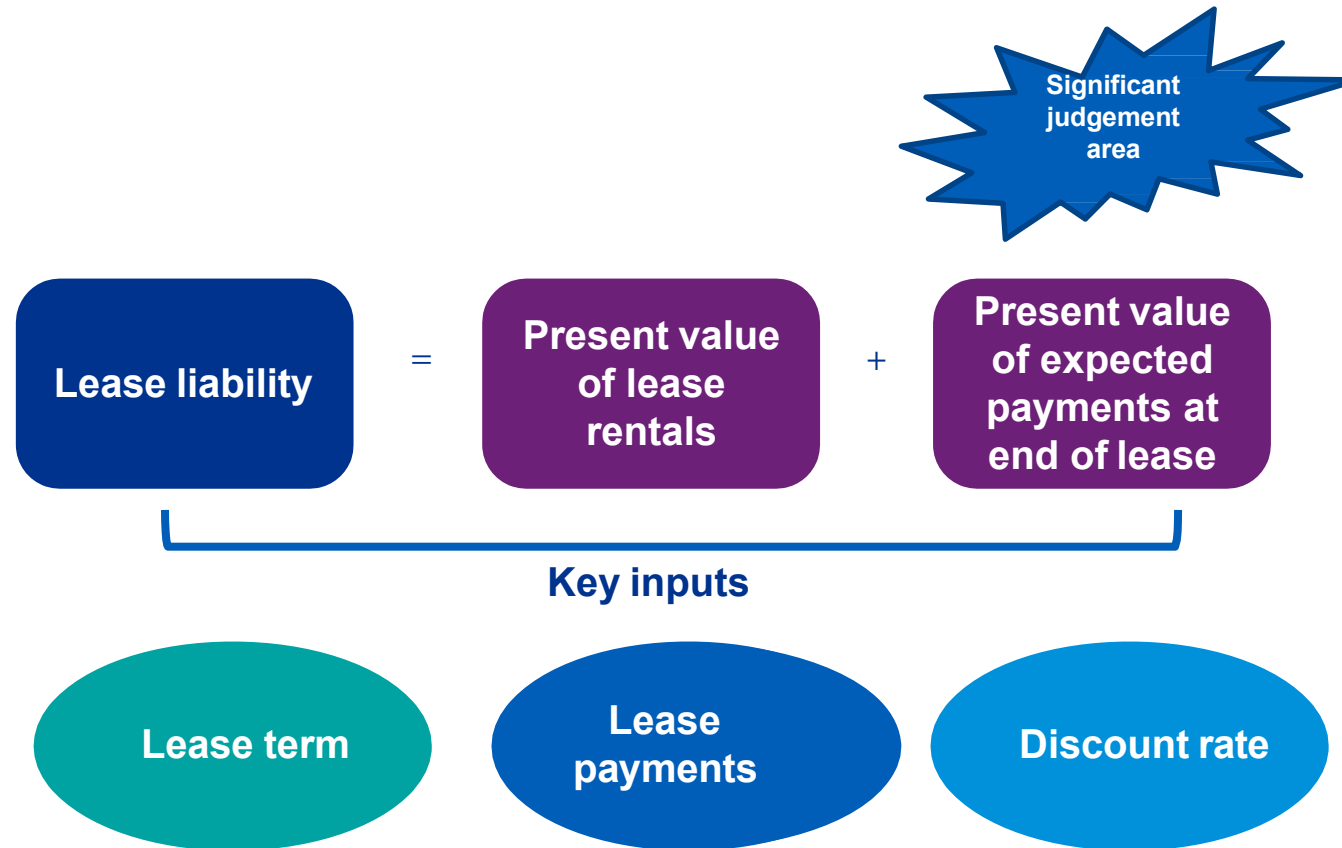 Significant
judgement
area
Lease liability
=
Present value
of lease
rentals
+
Present value
of expected
payments at
end of lease
Key inputs
Lease term
Lease
payments
Discount rate